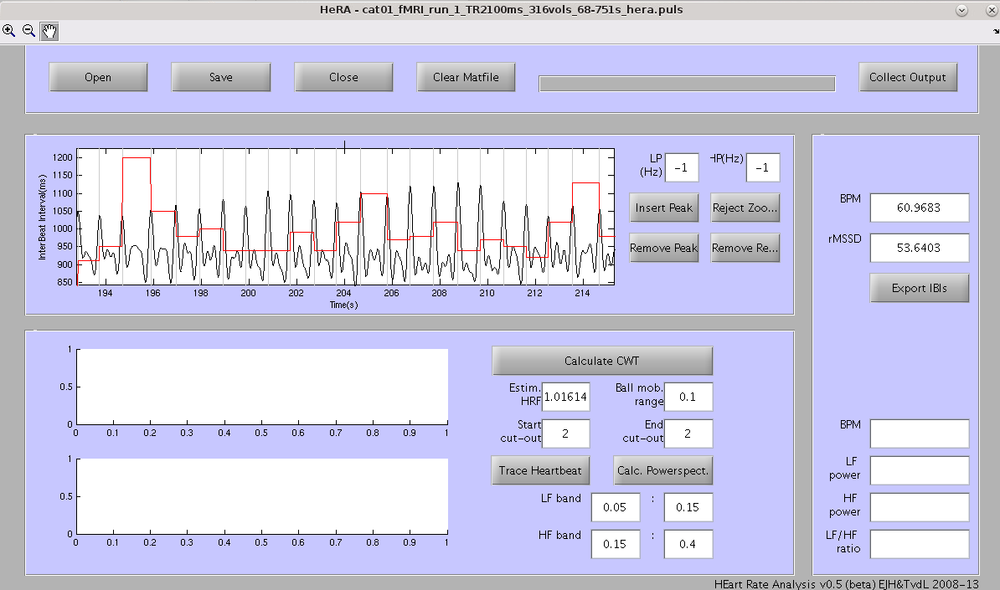 HeRA - cat01_fMRI_run_1_TR2100ms_316vols_68-751s_hera.puls
Open Save Close Clear Matfile Collect Output
InterBeat Interval(ms)
1200
1150
1100
1050
1000
950
900
850
194 196 198 200 202 204 206 208 210 212 214
Time(s)
LP
(Hz)
-1
HP(Hz)
-1
Insert Peak Reject Zoo...
Remove Peak Remove Re...
BPM 60.9683
rMSSD 53.6403
Export IBIs
1
0.5
0
0 0.1 0.2 0.3 0.4 0.5 0.6 0.7 0.8 0.9 1
1
0.5
0
0 0.1 0.2 0.3 0.4 0.5 0.6 0.7 0.8 0.9 1
Calculate CWT
Estim.
HRF
1.01614
Ball mob.
range
0.1
Start
cut-out
2
End
cut-out
2
Trace Heartbeat Calc. Powerspect.
LF band 0.05 : 0.15
HF band 0.15 : 0.4
BPM
LF
power
HF
power
LF/HF
ratio
HEart Rate Analysis v0.5 (beta) EJH&TvdL 2008-13